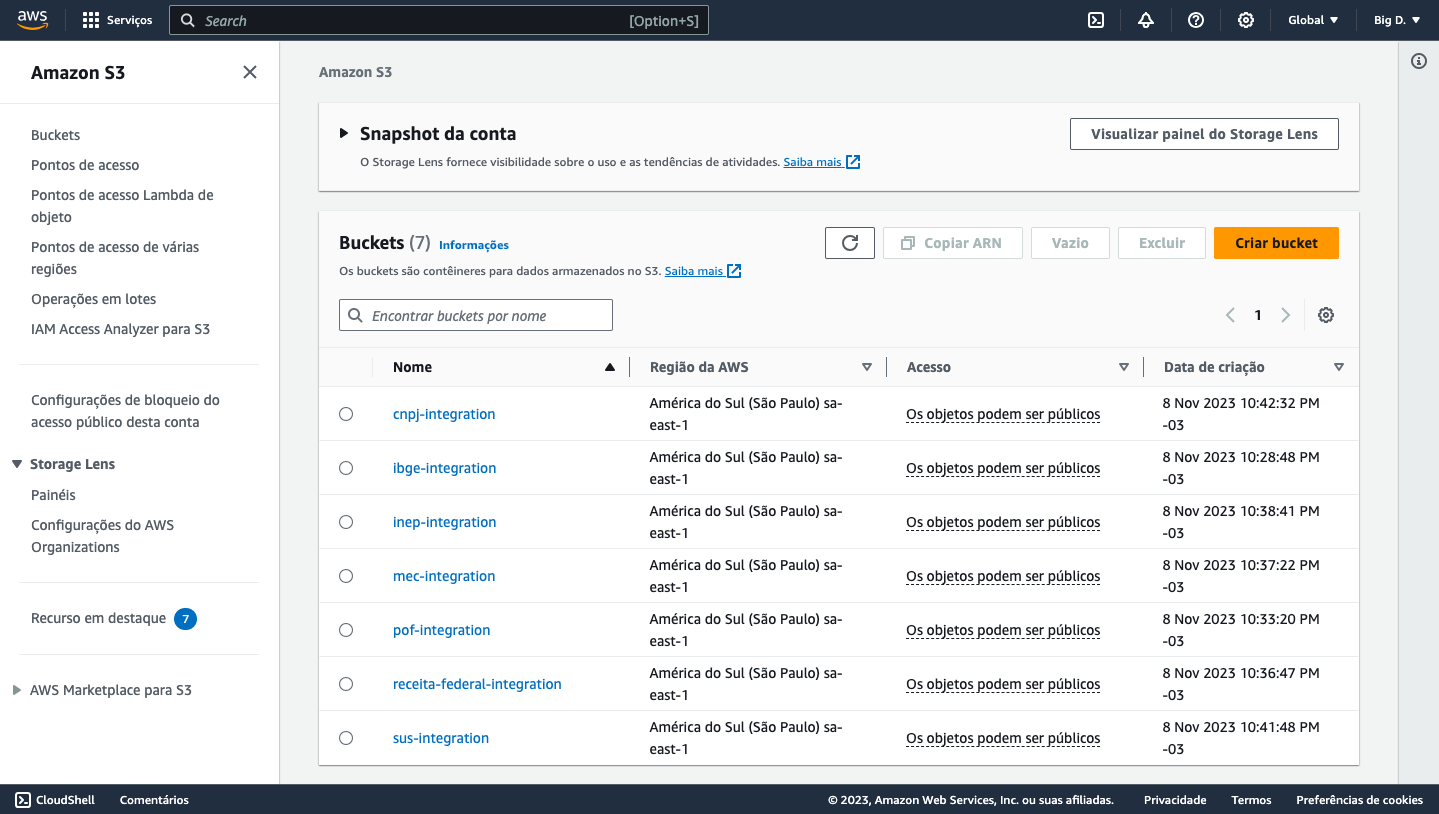 aws
Serviços
Search
[Option+S]
Global
Big D.
Amazon S3
Buckets
Pontos de acesso
Pontos de acesso Lambda de
objeto
Pontos de acesso de várias
regiões
Operações em lotes
IAM Access Analyzer para S3
Configurações de bloqueio do
acesso público desta conta
Storage Lens
Painéis
Configurações do AWS
Organizations
Recurso em destaque 7
AWS Marketplace para S3
Amazon S3
Snapshot da conta
O Storage Lens fornece visibilidade sobre o uso e as tendências de atividades. Saiba mais
Visualizar painel do Storage Lens
Buckets (7) Informações
Os buckets são contêineres para dados armazenados no S3. Saiba mais
Copiar ARN
Vazio
Excluir
Criar bucket
Encontrar buckets por nome
1
Nome
Região da AWS
Acesso
Data de criação
cnpj-integration
América do Sul (São Paulo) sa-
east-1
Os objetos podem ser públicos
8 Nov 2023 10:42:32 PM
-03
ibge-integration
América do Sul (São Paulo) sa-
east-1
Os objetos podem ser públicos
8 Nov 2023 10:28:48 PM
-03
inep-integration
América do Sul (São Paulo) sa-
east-1
Os objetos podem ser públicos
8 Nov 2023 10:38:41 PM
-03
mec-integration
América do Sul (São Paulo) sa-
east-1
Os objetos podem ser públicos
8 Nov 2023 10:37:22 PM
-03
pof-integration
América do Sul (São Paulo) sa-
east-1
Os objetos podem ser públicos
8 Nov 2023 10:33:20 PM
-03
receita-federal-integration
América do Sul (São Paulo) sa-
east-1
Os objetos podem ser públicos
8 Nov 2023 10:36:47 PM
-03
sus-integration
América do Sul (São Paulo) sa-
east-1
Os objetos podem ser públicos
8 Nov 2023 10:41:48 PM
-03
CloudShell
Comentários
© 2023, Amazon Web Services, Inc. ou suas afiliadas.
Privacidade
Termos
Preferências de cookies